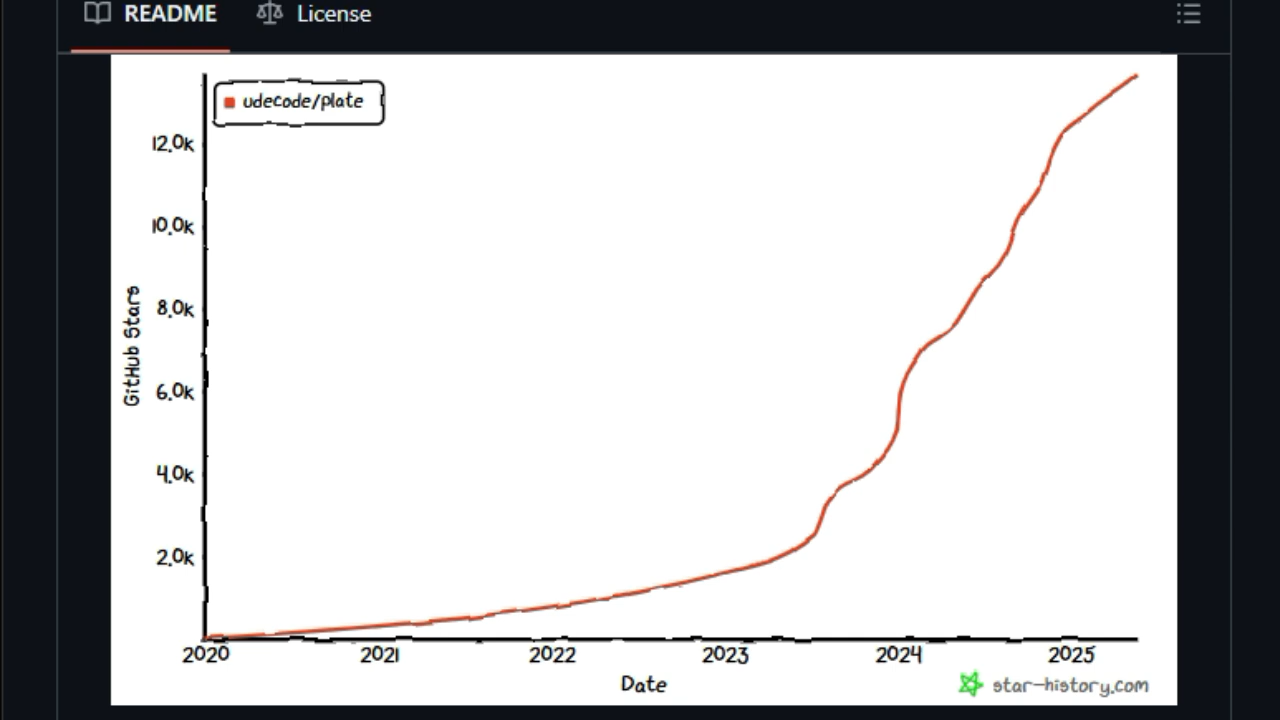 README
License
udecode/plate
12.0k
10.0k
8.0k
6.0k
4.0k
2.0k
GitHub Stars
2020 2021 2022 2023 2024 2025
Date
star-history.com